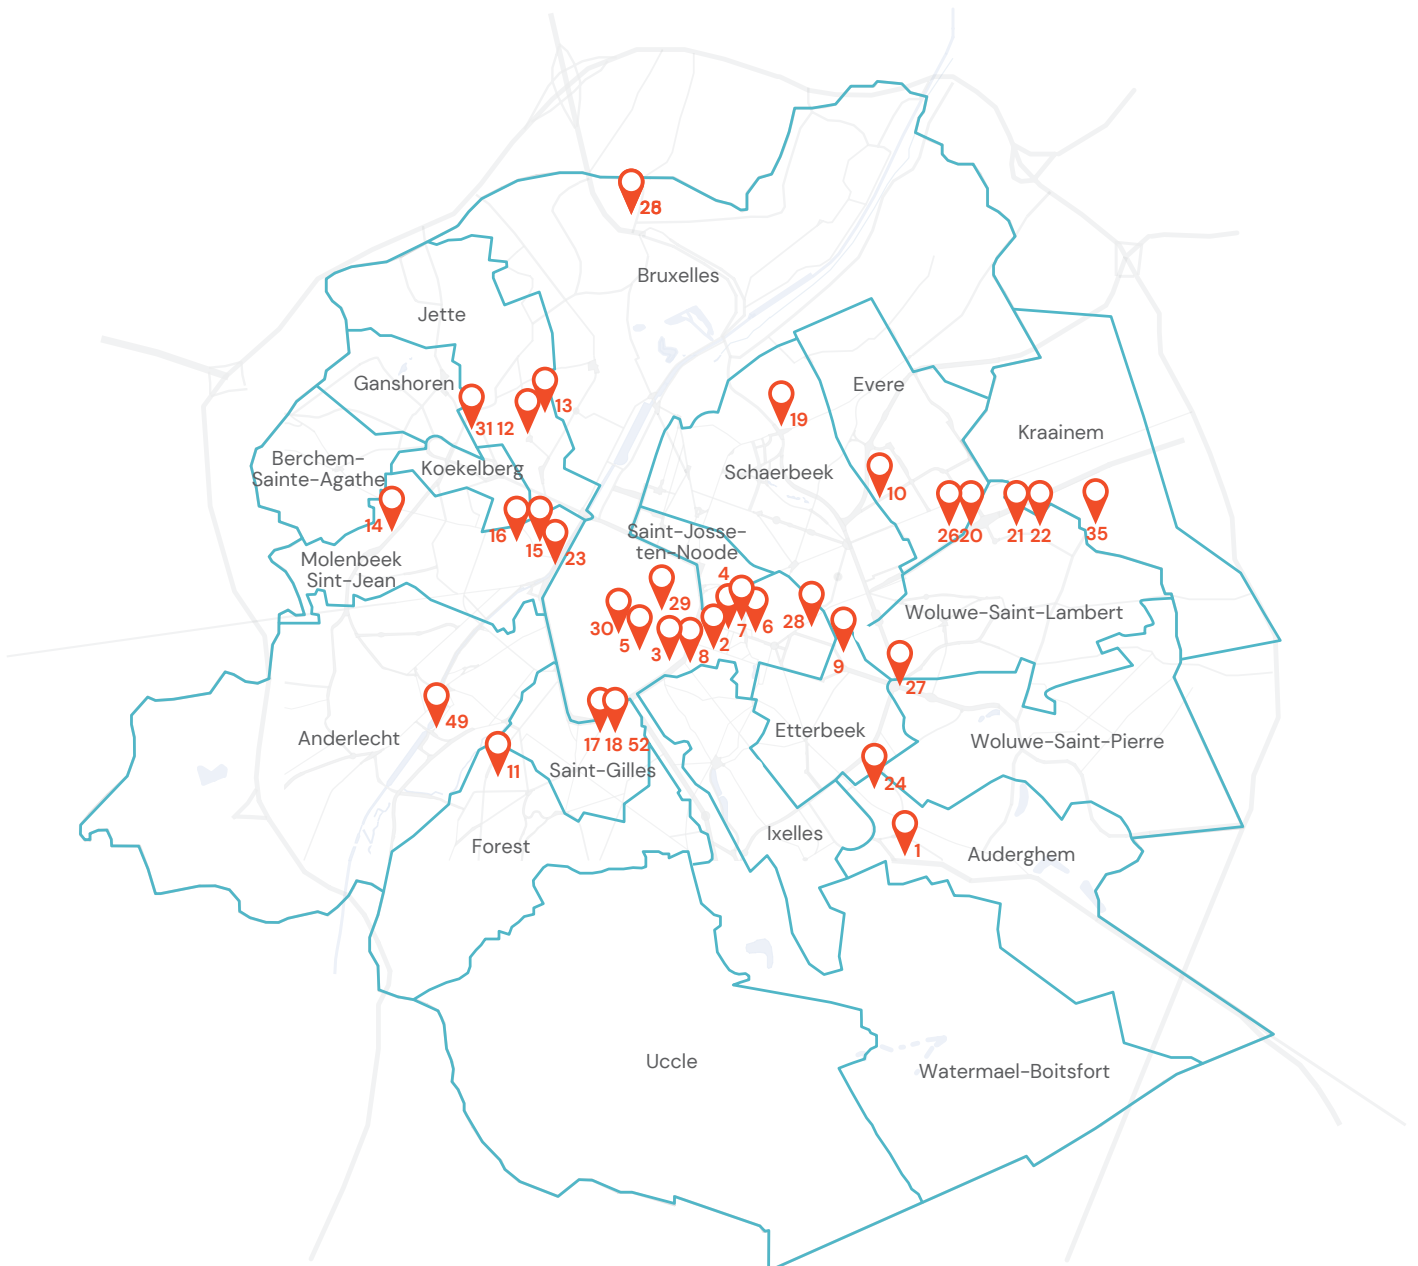 28
Bruxelles
Jette
Ganshoren
Evere
13
31 12
19
Kraainem
Berchem-
Sainte-Agathe
Koekelberg
Schaerbeek
10
14
16
15
23
26 20
21 22
35
Saint-Josse-
ten-Noode
Molenbeek
Sint-Jean
4
29
30
5
3
8
2
7
6
28
9
Woluwe-Saint-Lambert
27
49
Anderlecht
11
17 18 52
Saint-Gilles
Etterbeek
Woluwe-Saint-Pierre
24
Forest
Ixelles
1
Auderghem
Uccle
Watermael-Boitsfort